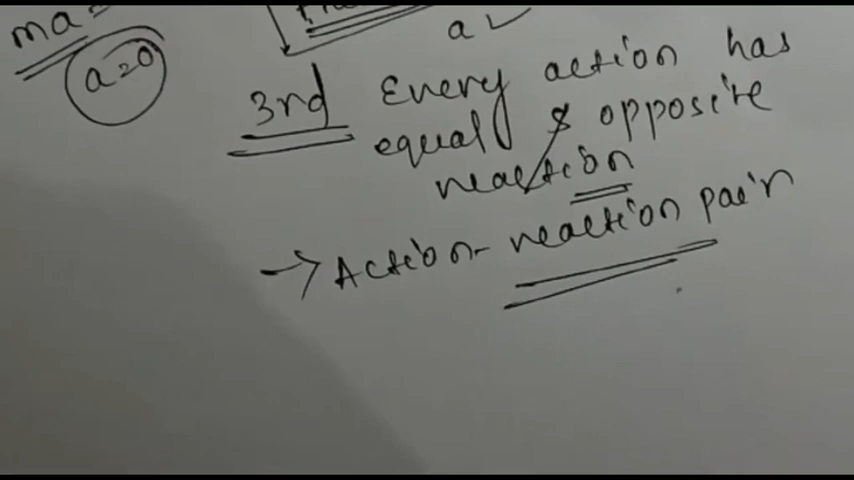 ma=
a=0
a ✓
3rd Every action has
equal & opposite
reaction
→ Action-reaction pair